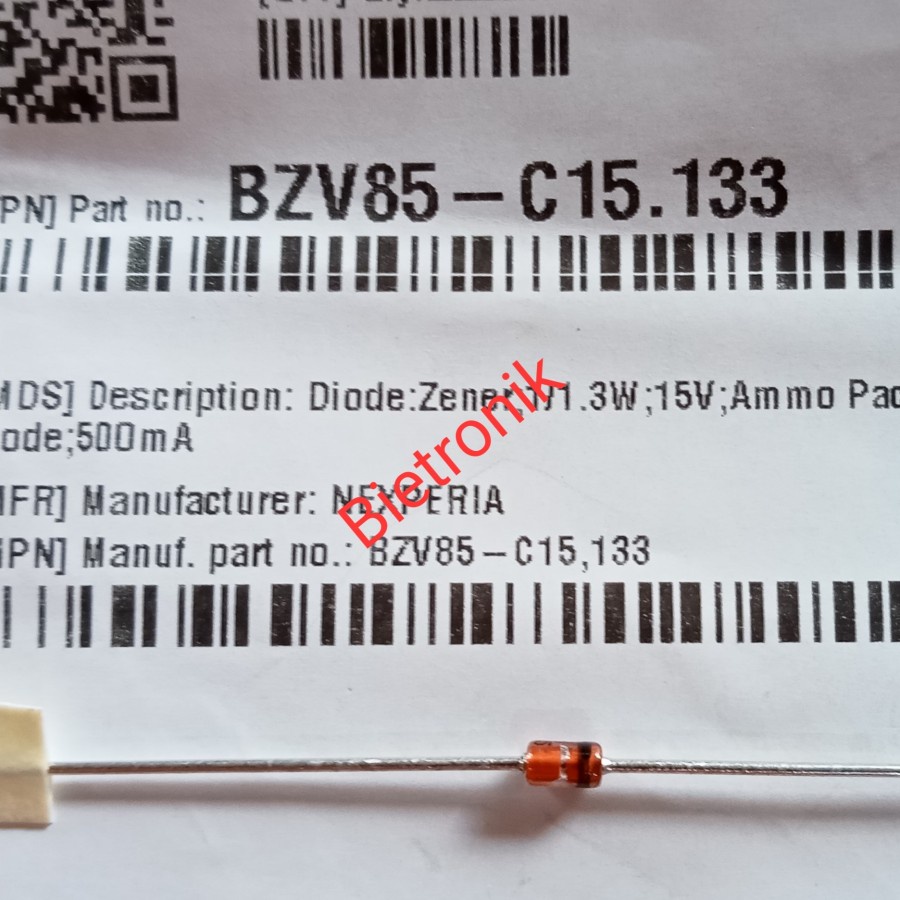 PN] Part no.: BZV85-C15.133
MDS] Description: Diode:Zener;
1.3W;15V;Ammo Pac
ode;500mA
Bietronik
IFR] Manufacturer: NEXPERIA
PN] Manuf. part no.: BZV85-C15,133